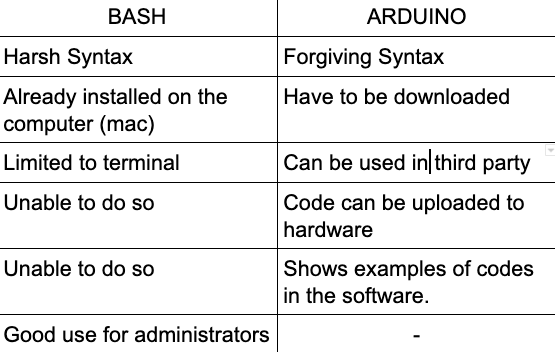 BASH ARDUINO
Harsh Syntax Forgiving Syntax
Already installed on the Have to be downloaded
computer (mac)
Limited to terminal Can be used in third party
Unable to do so Code can be uploaded to
hardware
Unable to do so Shows examples of codes
in the software.
Good use for administrators -